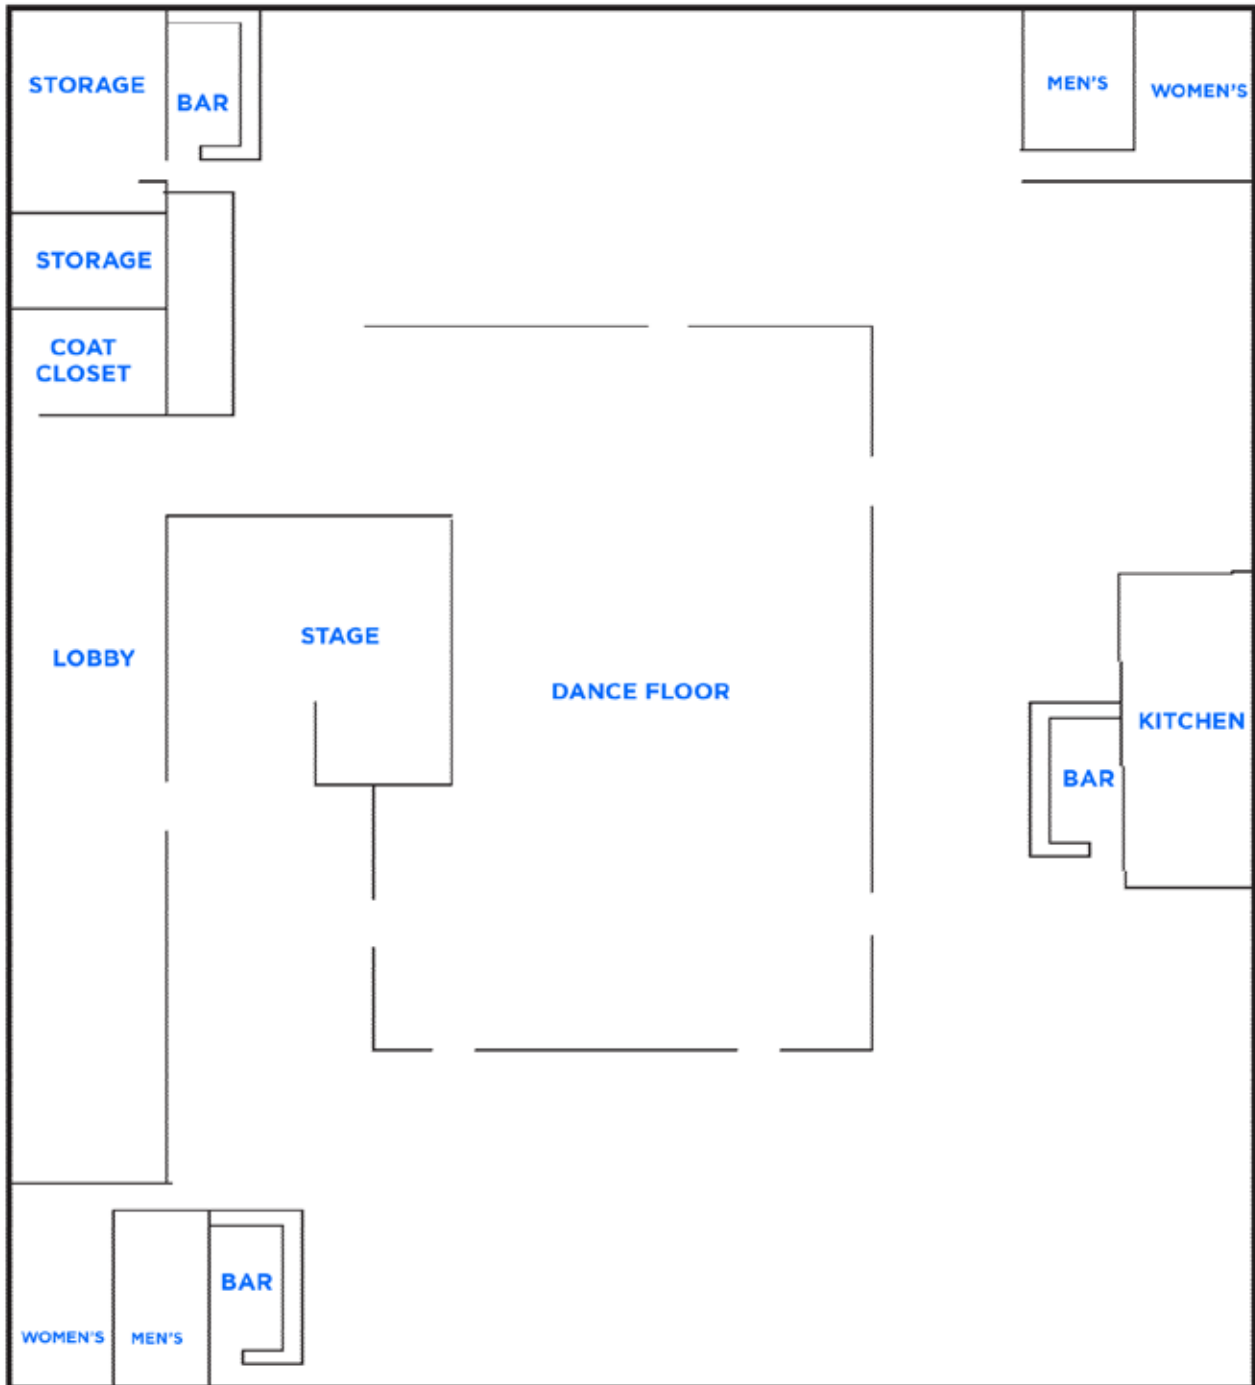 STORAGE
BAR
MEN'S
WOMEN'S
STORAGE
COAT
CLOSET
STAGE
LOBBY
DANCE FLOOR
KITCHEN
BAR
BAR
WOMEN'S
MEN'S